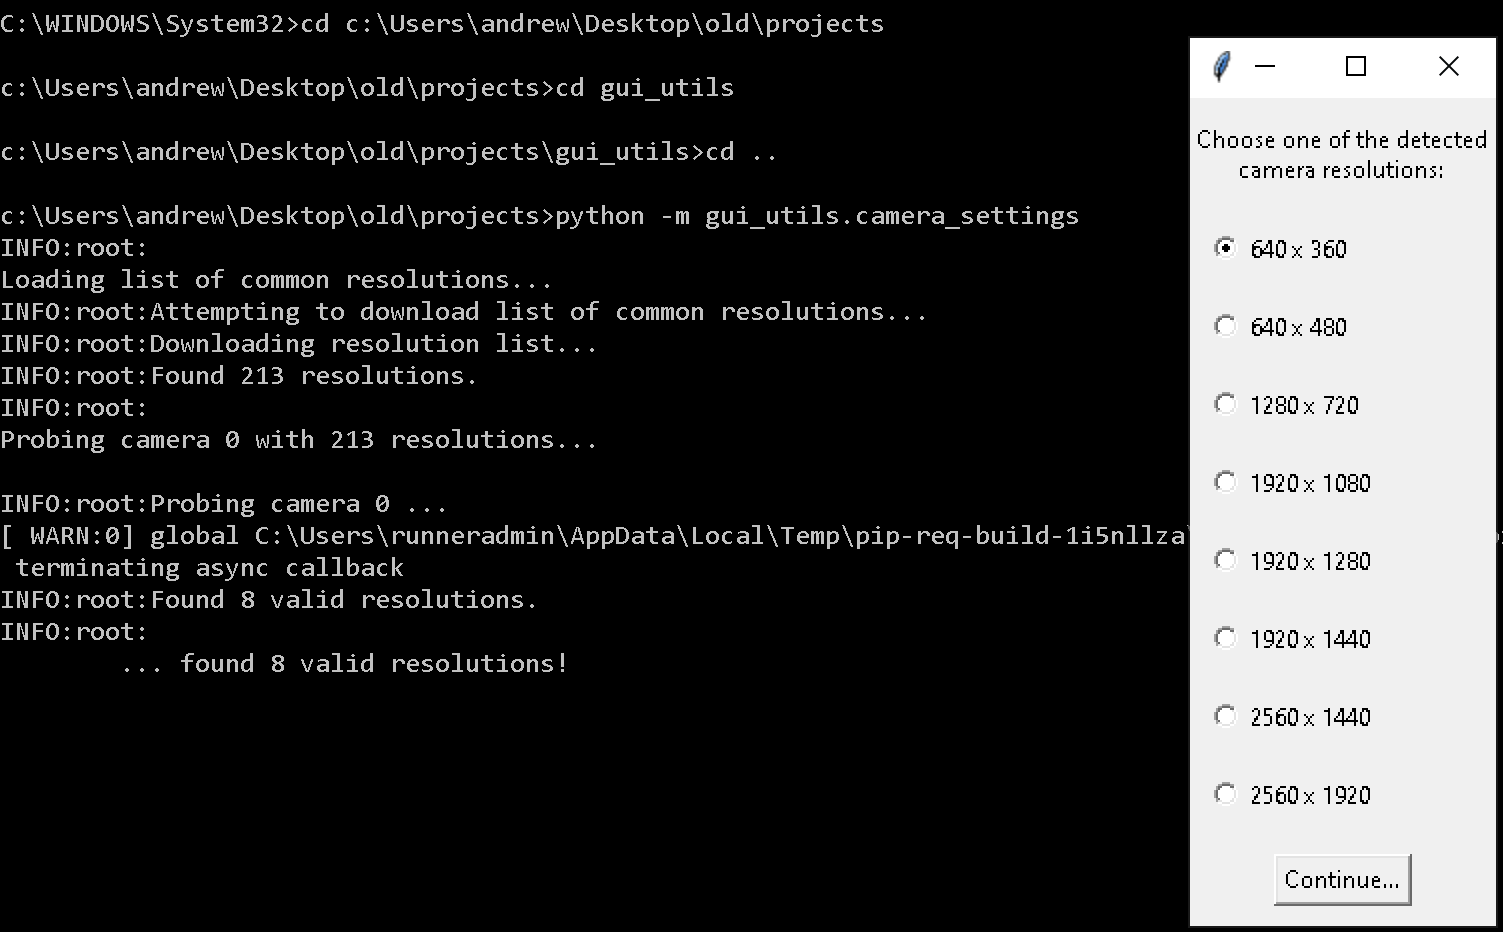 C:\WINDOWS\System32>cd c:\Users\andrew\Desktop\old\projects
c:\Users\andrew\Desktop\old\projects>cd gui_utils
c:\Users\andrew\Desktop\old\projects\gui_utils>cd ..
c:\Users\andrew\Desktop\old\projects>python -m gui_utils.camera_settings
INFO:root:
Loading list of common resolutions...
INFO:root:Attempting to download list of common resolutions...
INFO:root:Downloading resolution list...
INFO:root:Found 213 resolutions.
INFO:root:
Probing camera 0 with 213 resolutions...
INFO:root:Probing camera 0 ...
[ WARN:0] global C:\Users\runneradmin\AppData\Local\Temp\pip-req-build-1i5nllza\
terminating async callback
INFO:root:Found 8 valid resolutions.
INFO:root:
... found 8 valid resolutions!
Choose one of the detected
camera resolutions:
640 x 360
640 x 480
1280 x 720
1920 x 1080
1920 x 1280
1920 x 1440
2560 x 1440
2560 x 1920
Continue...